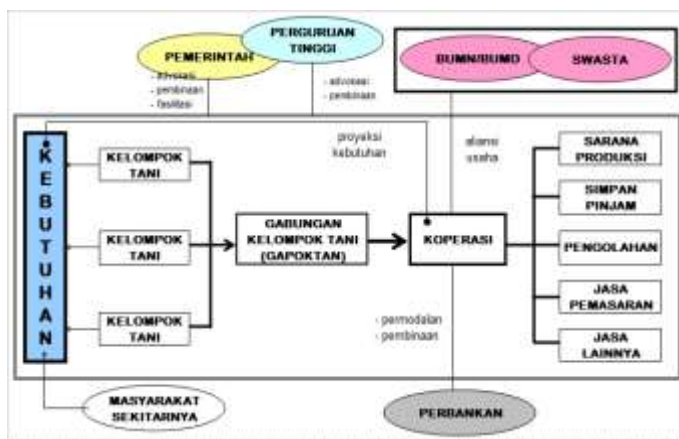 PERGURUAN
TINGGI
PEMERINTAH
BUMN/BUMD
SWASTA
- advokasi
- pembinaan
- fasilitasi
- advokasi
- pembinaan
proyeksi
kebutuhan
aliansi
usaha
KEBUTUHAN
KELOMPOK
TANI
KELOMPOK
TANI
KELOMPOK
TANI
GABUNGAN
KELOMPOK TANI
(GAPOKTAN)
KOPERASI
SARANA
PRODUKSI
SIMPAN
PINJAM
PENGOLAHAN
JASA
PEMASARAN
JASA
LAINNYA
- permodalan
- pembinaan
MASYARAKAT
SEKITARNYA
PERBANKAN